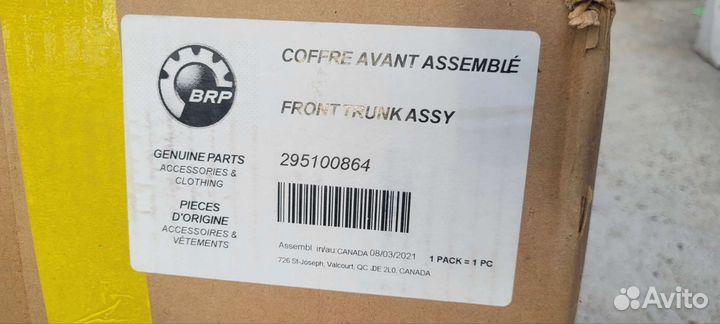 COFFRE AVANT ASSEMBLÉ
BRP
FRONT TRUNK ASSY
GENUINE PARTS
ACCESSORIES &
CLOTHING
295100864
PIECES
D'ORIGINE
ACCESSOIRES &
VÊTEMENTS
Assembl in/au: CANADA 08/03/2021
1 PACK = 1 PC
726 St-Joseph, Valcourt, QC JOE 2L0, CANADA
Avito